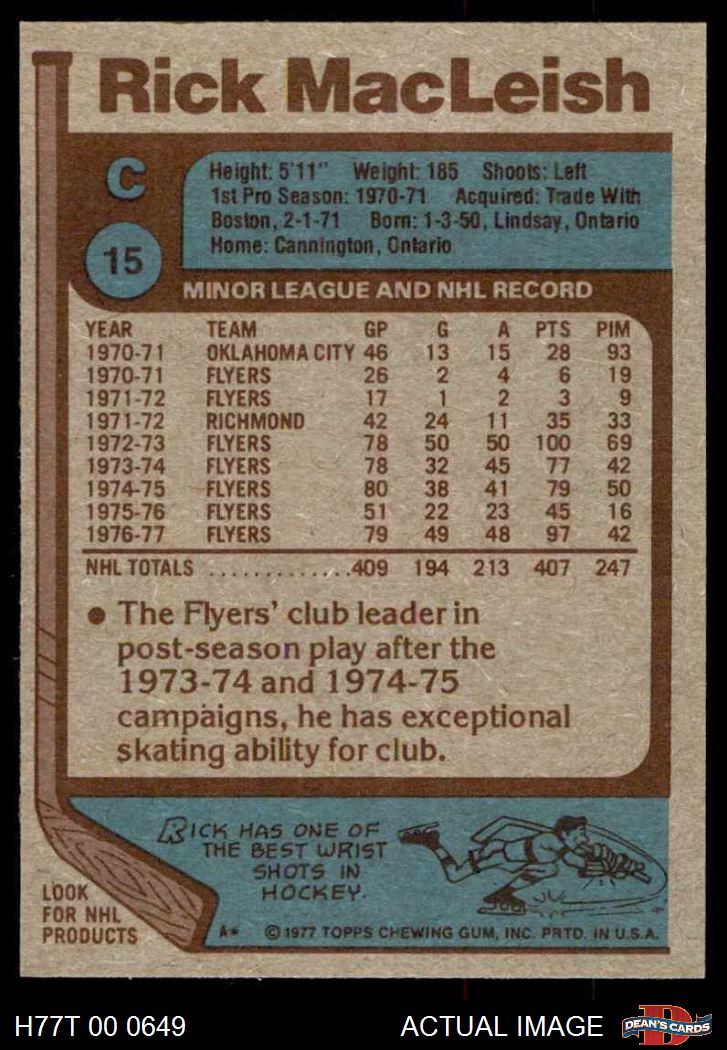 Rick MacLeish
C
15
Height: 5'11" Weight: 185 Shoots: Left
1st Pro Season: 1970-71 Acquired: Trade With
Boston, 2-1-71 Born: 1-3-50, Lindsay, Ontario
Home: Cannington, Ontario
MINOR LEAGUE AND NHL RECORD
YEAR TEAM GP G A PTS PIM
1970-71 OKLAHOMA CITY 46 13 15 28 93
1970-71 FLYERS 26 2 4 6 19
1971-72 FLYERS 17 1 2 3 9
1971-72 RICHMOND 42 24 11 35 33
1972-73 FLYERS 78 50 50 100 69
1973-74 FLYERS 78 32 45 77 42
1974-75 FLYERS 80 38 41 79 50
1975-76 FLYERS 51 22 23 45 16
1976-77 FLYERS 79 49 48 97 42
NHL TOTALS ..............409 194 213 407 247
● The Flyers' club leader in
post-season play after the
1973-74 and 1974-75
campaigns, he has exceptional
skating ability for club.
RICK HAS ONE OF
THE BEST WRIST
SHOTS IN
HOCKEY.
LOOK
FOR NHL
PRODUCTS
A* © 1977 TOPPS CHEWING GUM, INC. PRTD. IN U.S.A.
H77T 00 0649 ACTUAL IMAGE
D
DEAN'S CARDS